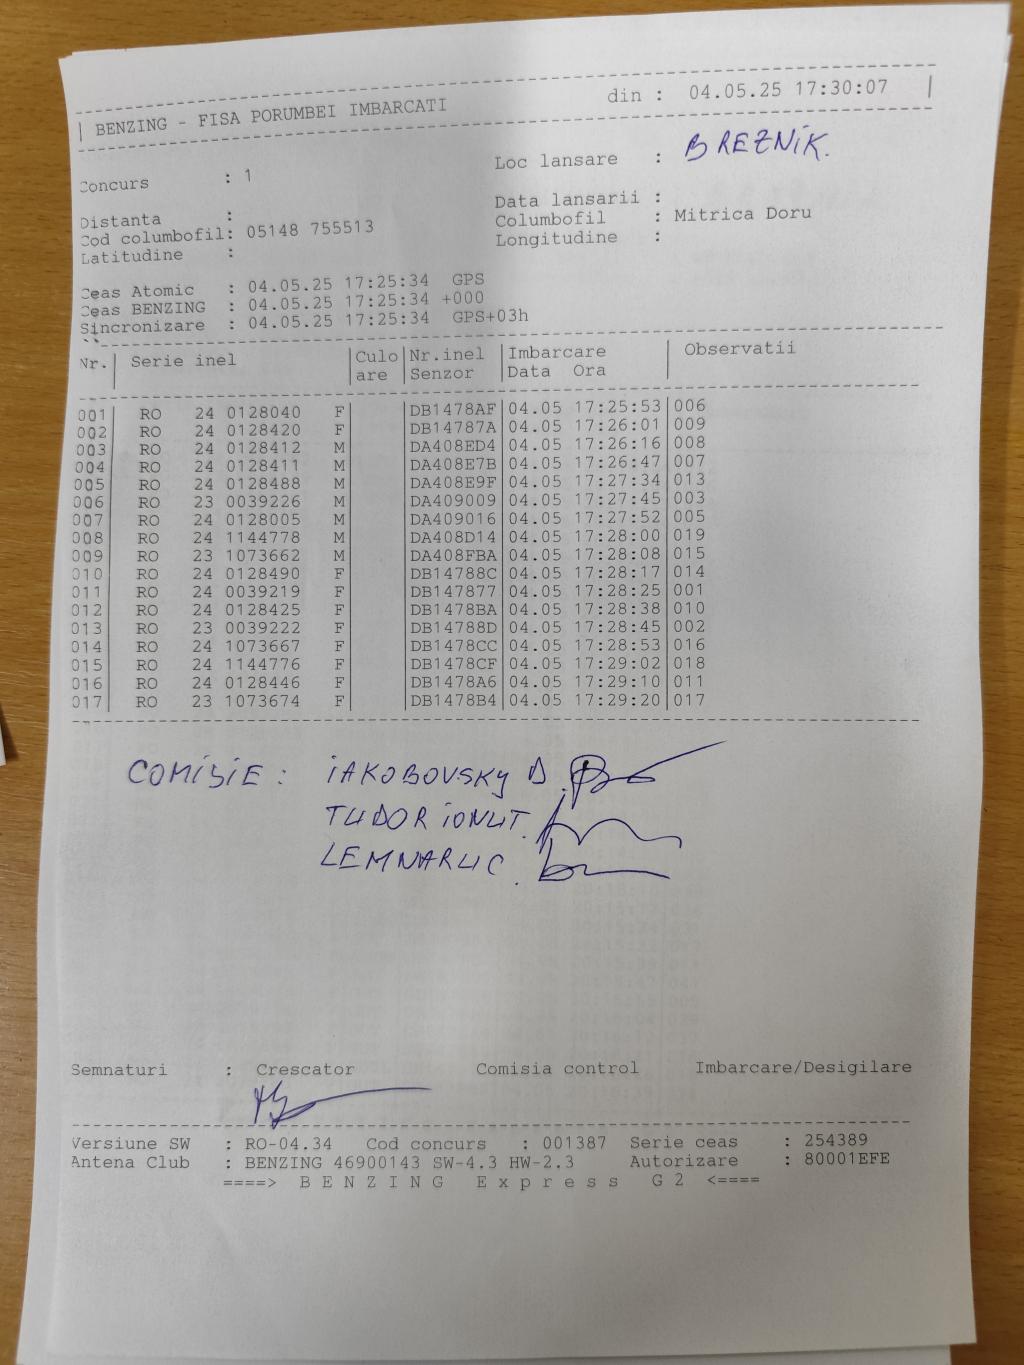 BENZING - FISA PORUMBEI IMBARCATI din : 04.05.25 17:30:07
Concurs : 1 Loc lansare : BREZNIK.
Data lansarii :
Distanta : Columbofil : Mitrica Doru
Cod columbofil: 05148 755513 Longitudine :
Latitudine :
Ceas Atomic : 04.05.25 17:25:34 GPS
Ceas BENZING : 04.05.25 17:25:34 +000
Sincronizare : 04.05.25 17:25:34 GPS+03h
Nr. Serie inel Culo Nr.inel Imbarcare Observatii
are Senzor Data Ora
001 RO 24 0128040 F DB1478AF 04.05 17:25:53 006
002 RO 24 0128420 F DB14787A 04.05 17:26:01 009
003 RO 24 0128412 M DA408ED4 04.05 17:26:16 008
004 RO 24 0128411 M DA408E7B 04.05 17:26:47 007
005 RO 24 0128488 M DA408E9F 04.05 17:27:34 013
006 RO 23 0039226 M DA409009 04.05 17:27:45 003
007 RO 24 0128005 M DA409016 04.05 17:27:52 005
008 RO 24 1144778 M DA408D14 04.05 17:28:00 019
009 RO 23 1073662 M DA408FBA 04.05 17:28:08 015
010 RO 24 0128490 F DB14788C 04.05 17:28:17 014
011 RO 24 0039219 F DB147877 04.05 17:28:25 001
012 RO 24 0128425 F DB1478BA 04.05 17:28:38 010
013 RO 23 0039222 F DB14788D 04.05 17:28:45 002
014 RO 24 1073667 F DB1478CC 04.05 17:28:53 016
015 RO 24 1144776 F DB1478CF 04.05 17:29:02 018
016 RO 24 0128446 F DB1478A6 04.05 17:29:10 011
017 RO 23 1073674 F DB1478B4 04.05 17:29:20 017
COMISIE : IAKOBOVSKY D.
TUDOR IONUT.
LEMNARU C.
Semnaturi : Crescator Comisia control Imbarcare/Desigilare
Versiune SW : RO-04.34 Cod concurs : 001387 Serie ceas : 254389
Antena Club : BENZING 46900143 SW-4.3 HW-2.3 Autorizare : 80001EFE
====> B E N Z I N G E x p r e s s G 2 <====